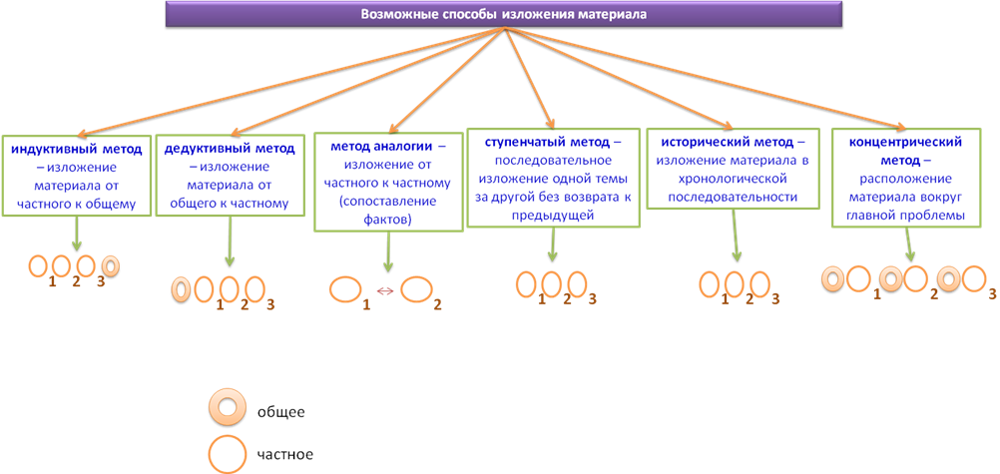 Возможные способы изложения материала
индуктивный метод
– изложение
материала от
частного к общему
дедуктивный метод
– изложение
материала от
общего к частному
метод аналогии –
изложение от
частного к частному
(сопоставление
фактов)
ступенчатый метод –
последовательное
изложение одной темы
за другой без возврата к
предыдущей
исторический метод –
изложение материала в
хронологической
последовательности
концентрический
метод –
расположение
материала вокруг
главной проблемы
1 2 3
1 2 3
1 2
1 2 3
1 2 3
1 2 3
общее
частное